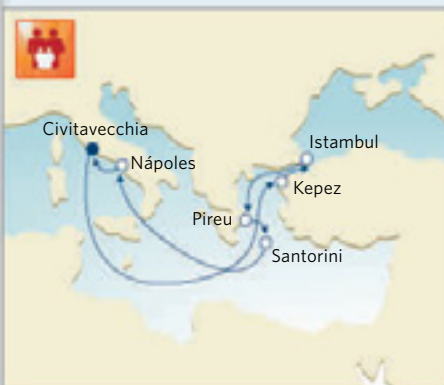 Civitavecchia
Nápoles
Istambul
Kepez
Pireu
Santorini